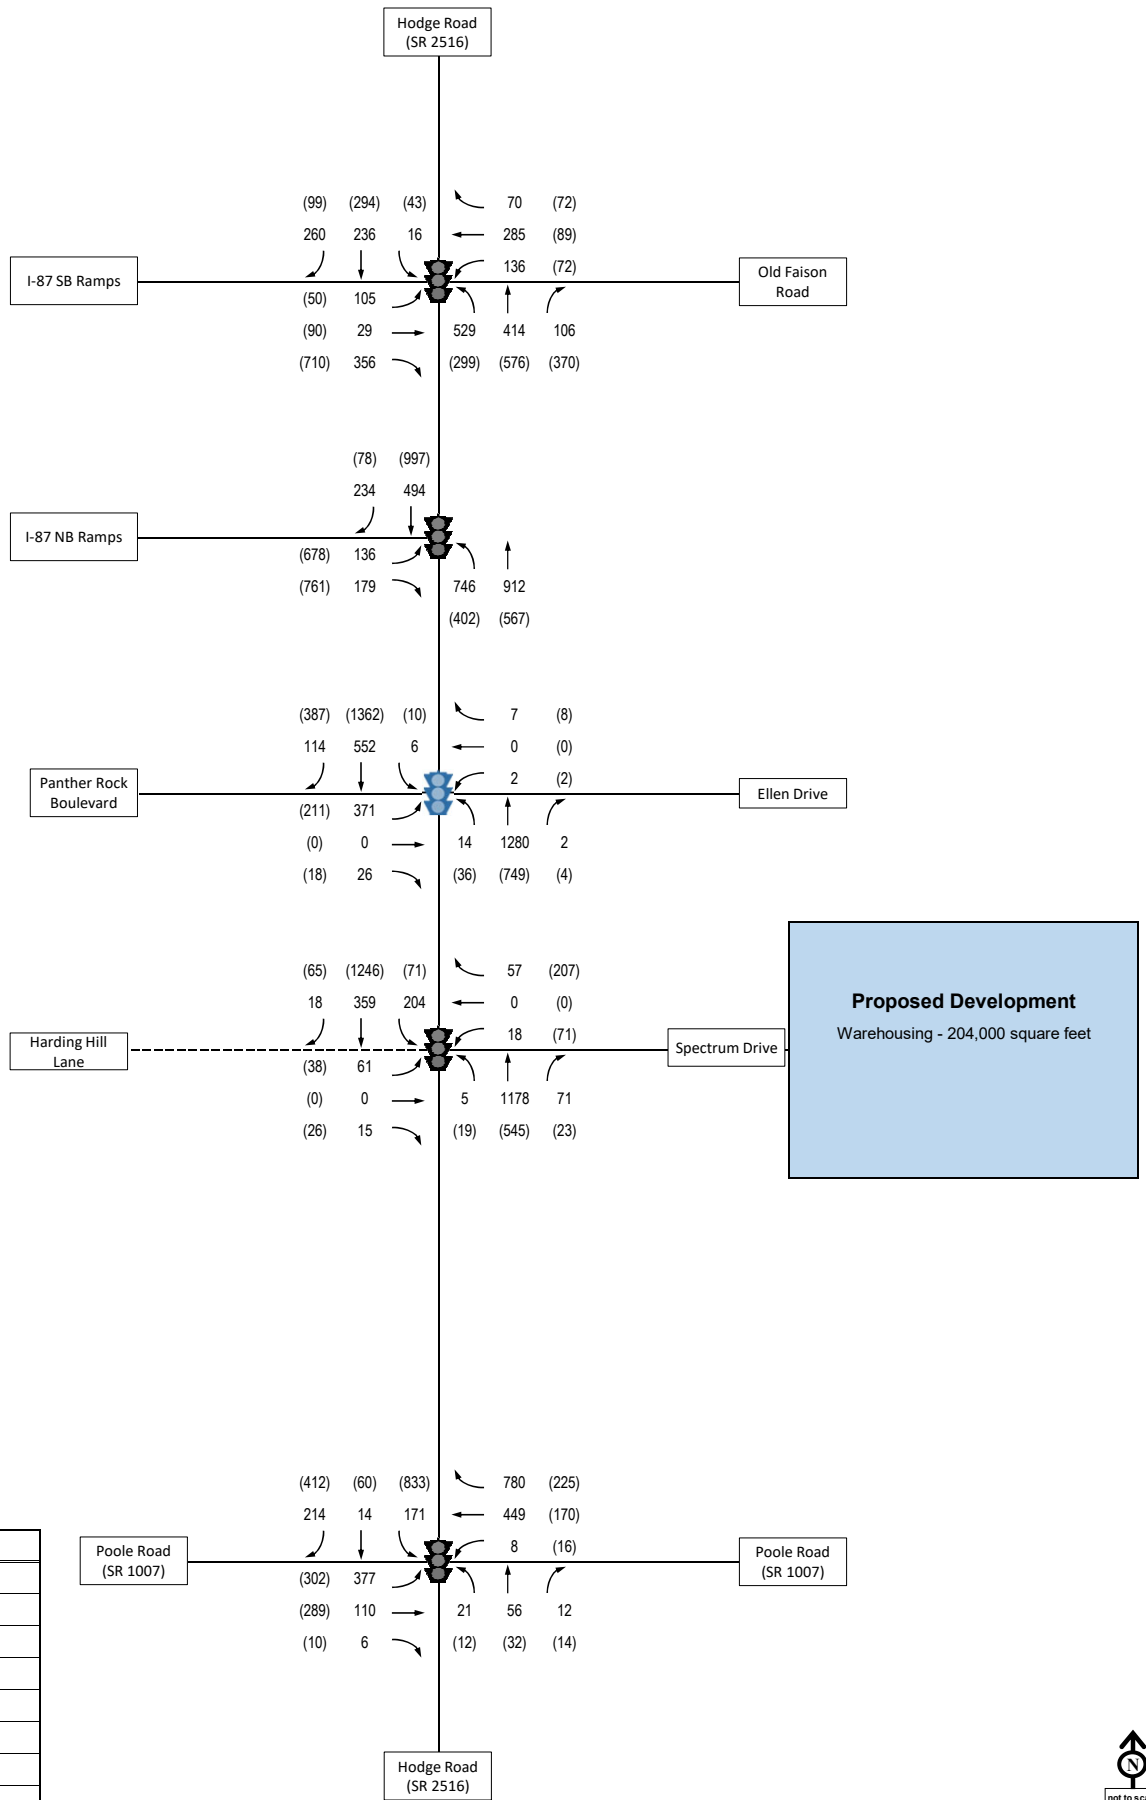 Hodge Road
(SR 2516)
(99) (294) (43) 70 (72)
260 236 16 285 (89)
136 (72)
I-87 SB Ramps
Old Faison
Road
(50) 105
(90) 29 529 414 106
(710) 356 (299) (576) (370)
(78) (997)
234 494
I-87 NB Ramps
(678) 136
(761) 179 746 912
(402) (567)
(387) (1362) (10) 7 (8)
114 552 6 0 (0)
2 (2)
Panther Rock
Boulevard
Ellen Drive
(211) 371
(0) 0 14 1280 2
(18) 26 (36) (749) (4)
(65) (1246) (71) 57 (207)
18 359 204 0 (0)
18 (71)
Harding Hill
Lane
Spectrum Drive
Proposed Development
Warehousing - 204,000 square feet
(38) 61
(0) 0 5 1178 71
(26) 15 (19) (545) (23)
(412) (60) (833) 780 (225)
214 14 171 449 (170)
8 (16)
Poole Road
(SR 1007)
Poole Road
(SR 1007)
(302) 377
(289) 110 21 56 12
(10) 6 (12) (32) (14)
Hodge Road
(SR 2516)
N